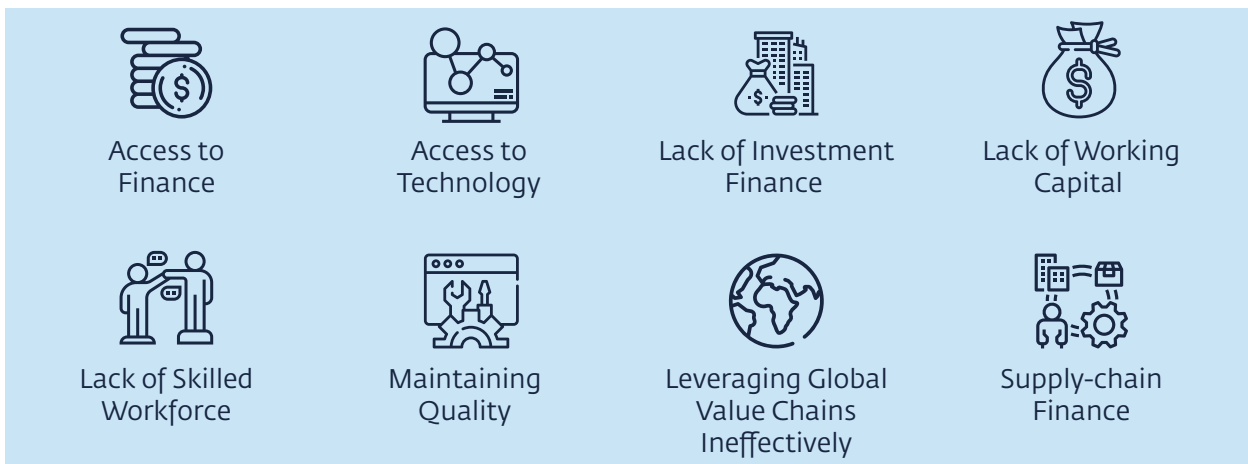 Access to
Finance
Access to
Technology
Lack of Investment
Finance
Lack of Working
Capital
Lack of Skilled
Workforce
Maintaining
Quality
Leveraging Global
Value Chains
Ineffectively
Supply-chain
Finance